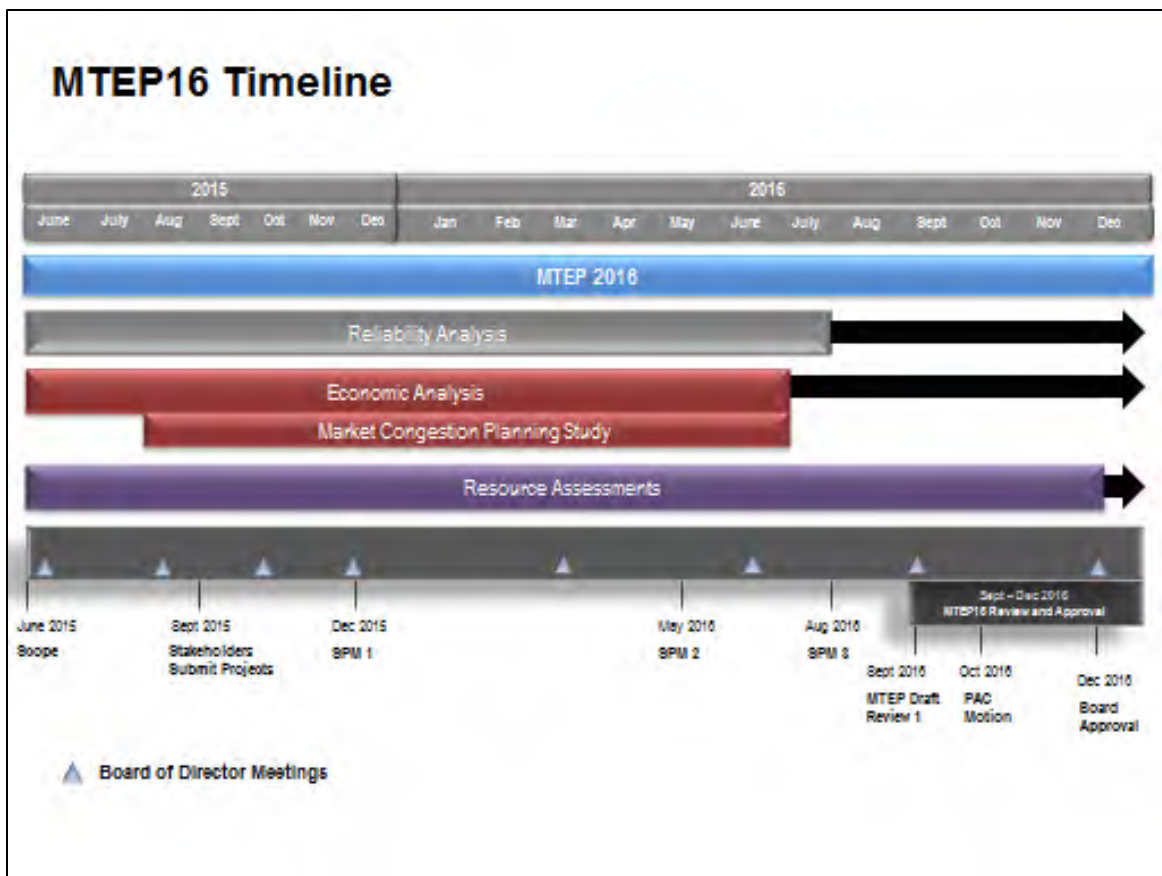 MTEP16 Timeline
2015
2016
June July Aug Sept Oct Nov Dec Jan Feb Mar Apr May June July Aug Sept Oct Nov Dec
MTEP 2016
Reliability Analysis
Economic Analysis
Market Congestion Planning Study
Resource Assessments
Sept – Dec 2016
MTEP16 Review and Approval
June 2015
Scope
Sept 2015
Stakeholders
Submit Projects
Dec 2015
SPM 1
May 2016
SPM 2
Aug 2016
SPM 3
Sept 2016
MTEP Draft
Review 1
Oct 2016
PAC
Motion
Dec 2016
Board
Approval
Board of Director Meetings